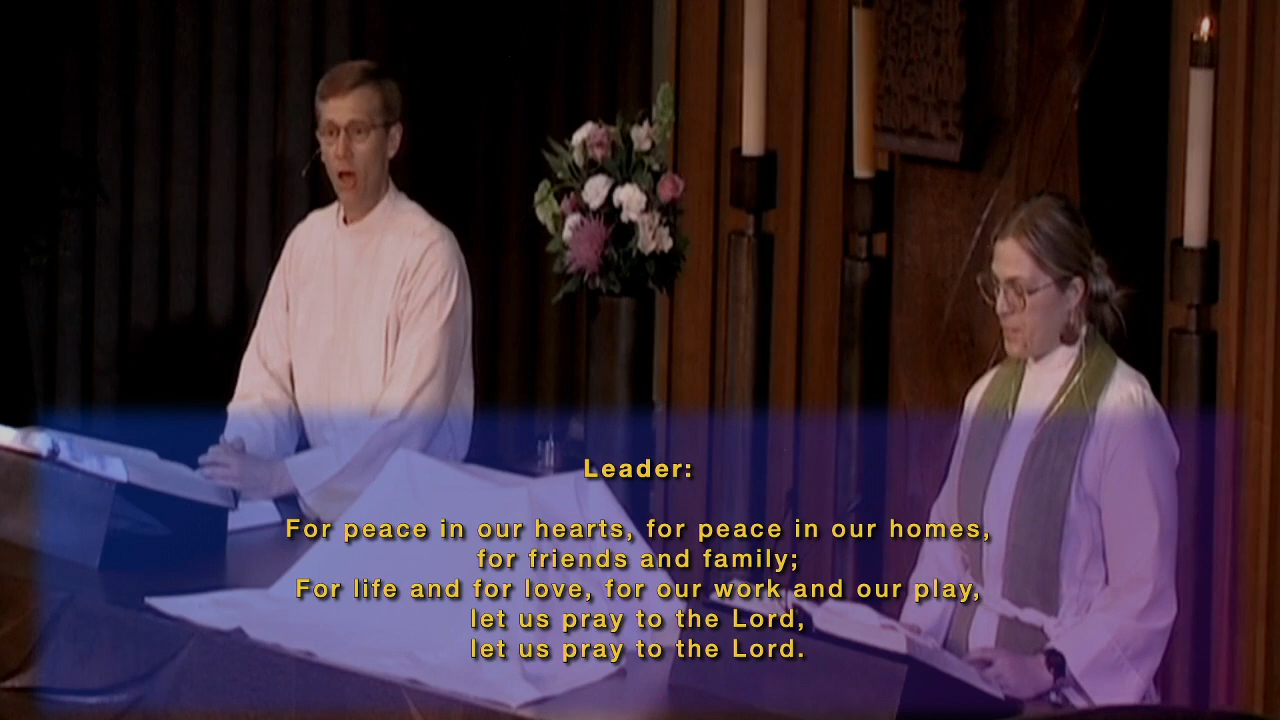 Leader:
For peace in our hearts, for peace in our homes,
for friends and family;
For life and for love, for our work and our play,
let us pray to the Lord,
let us pray to the Lord.